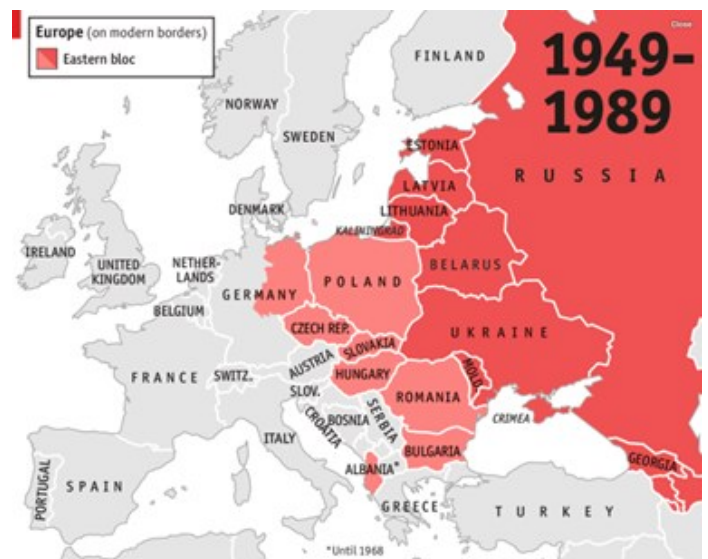 Europe (on modern borders)
Eastern bloc
Close
1949-
1989
FINLAND
NORWAY
SWEDEN
ESTONIA
RUSSIA
LATVIA
DENMARK
LITHUANIA
KALININGRAD
IRELAND
UNITED
KINGDOM
NETHER-
LANDS
BELARUS
GERMANY
POLAND
BELGIUM
CZECH REP.
UKRAINE
SLOVAKIA
AUSTRIA
FRANCE
SWITZ.
HUNGARY
MOLD.
SLOV.
ROMANIA
CROATIA
BOSNIA
SERBIA
CRIMEA
ITALY
BULGARIA
GEORGIA
ALBANIA*
PORTUGAL
SPAIN
GREECE
TURKEY
*Until 1968